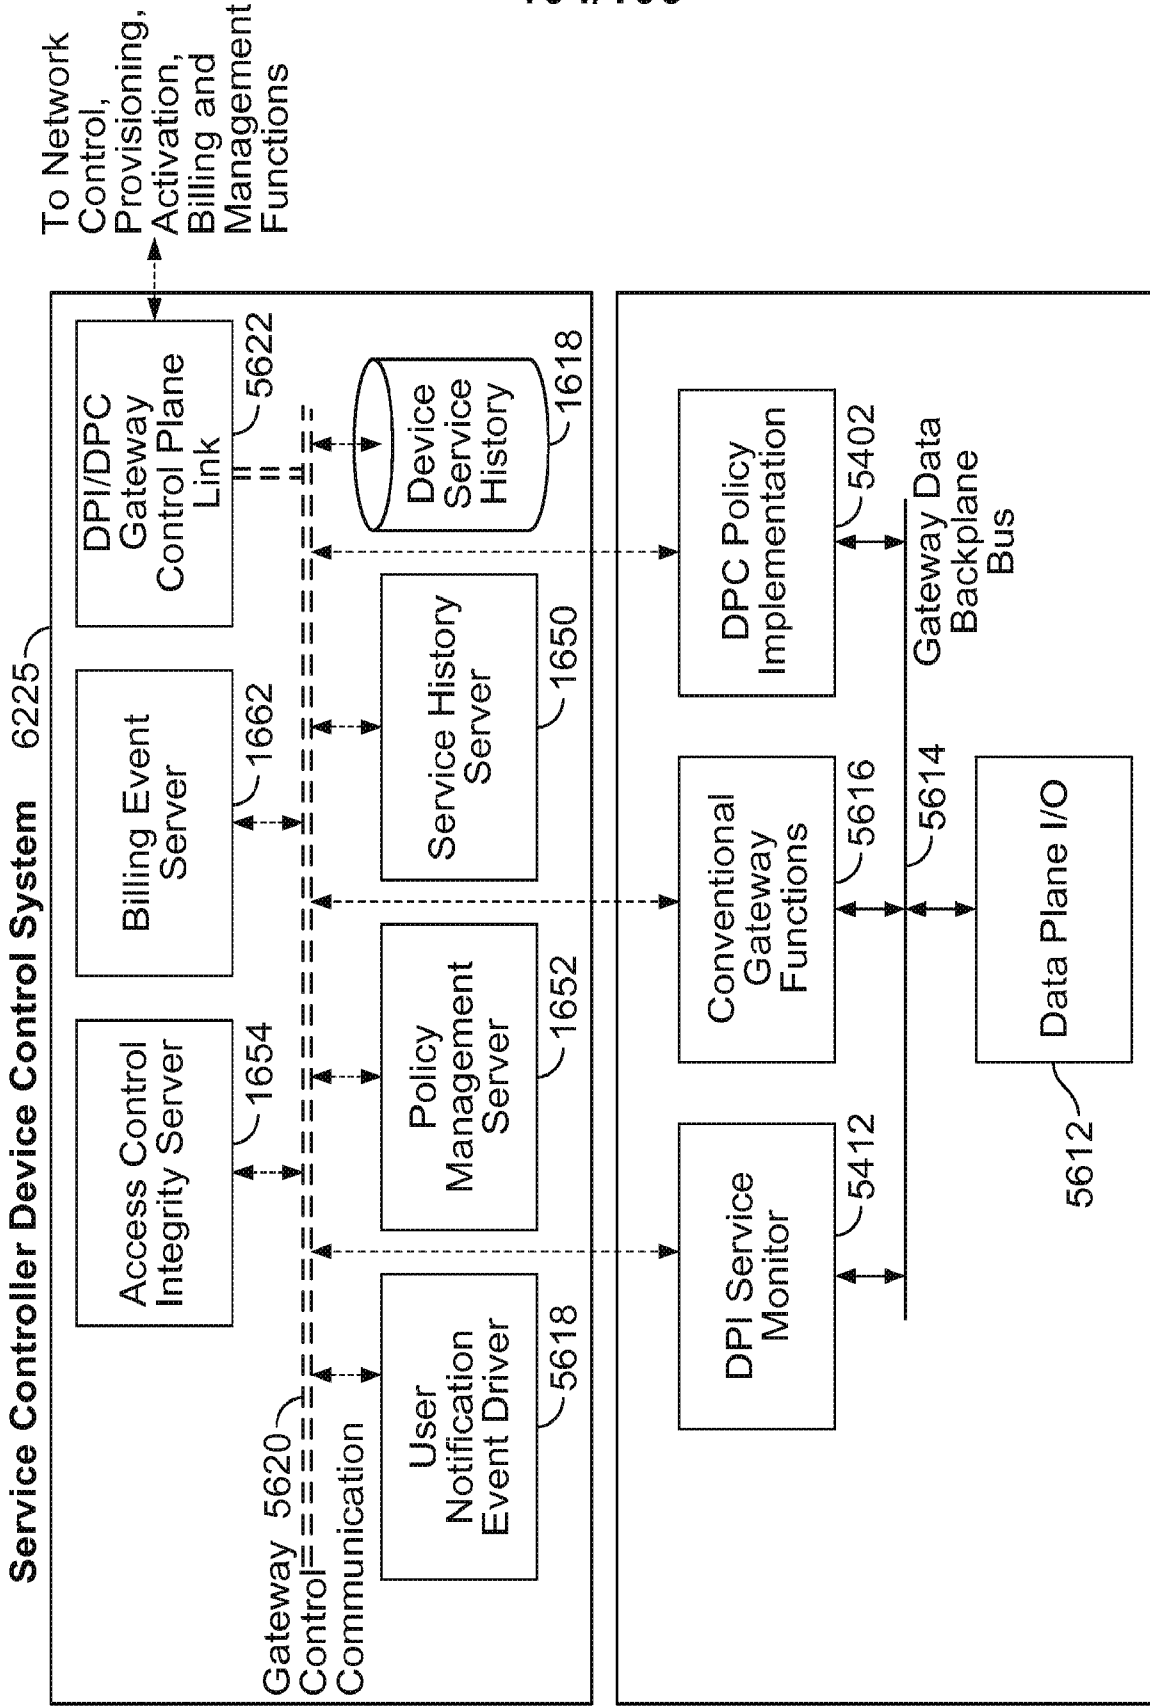 Service Controller Device Control System 6225
To Network
Control,
Provisioning,
Activation,
Billing and
Management
Functions
Access Control
Integrity Server
1654
Billing Event
Server
1662
DPI/DPC
Gateway
Control Plane
Link
5622
Gateway 5620
Control
Communication
User
Notification
Event Driver
5618
Policy
Management
Server
1652
Service History
Server
1650
Device
Service
History
1618
DPI Service
Monitor
5412
Conventional
Gateway
Functions
5616
DPC Policy
Implementation
5402
5614
Gateway Data
Backplane
Bus
Data Plane I/O
5612